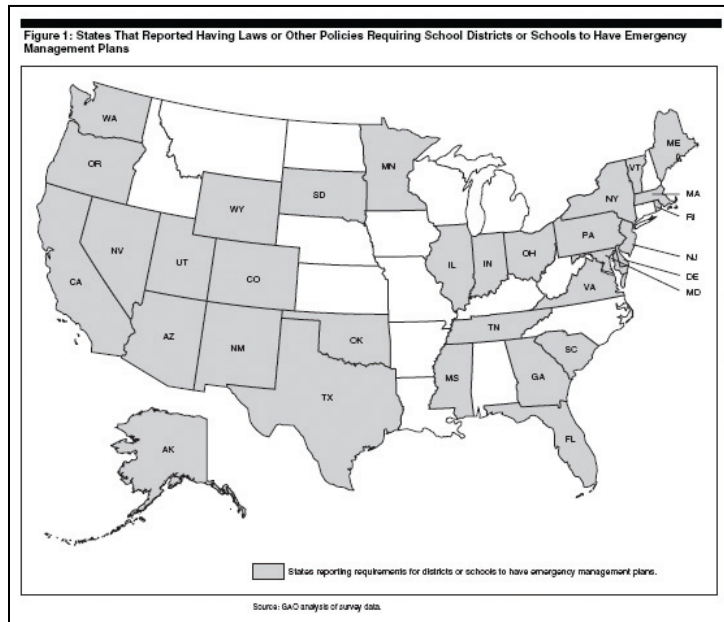 Figure 1: States That Reported Having Laws or Other Policies Requiring School Districts or Schools to Have Emergency
Management Plans
WA
OR
CA
NV
UT
AZ
WY
CO
NM
SD
MN
OK
TX
AK
IL
IN
OH
TN
MS
GA
SC
FL
VA
PA
NY
VT
ME
MA
RI
NJ
DE
MD
States reporting requirements for districts or schools to have emergency management plans.
Source: GAO analysis of survey data.